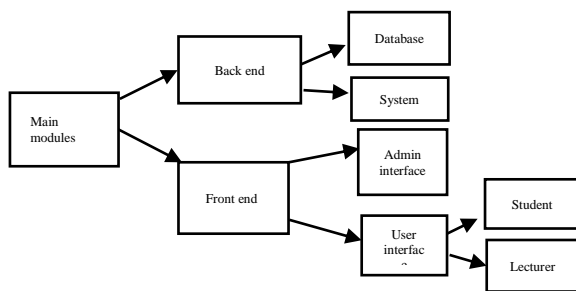 Database
Back end
System
Main
modules
Admin
interface
Front end
Student
User
interfac
Lecturer